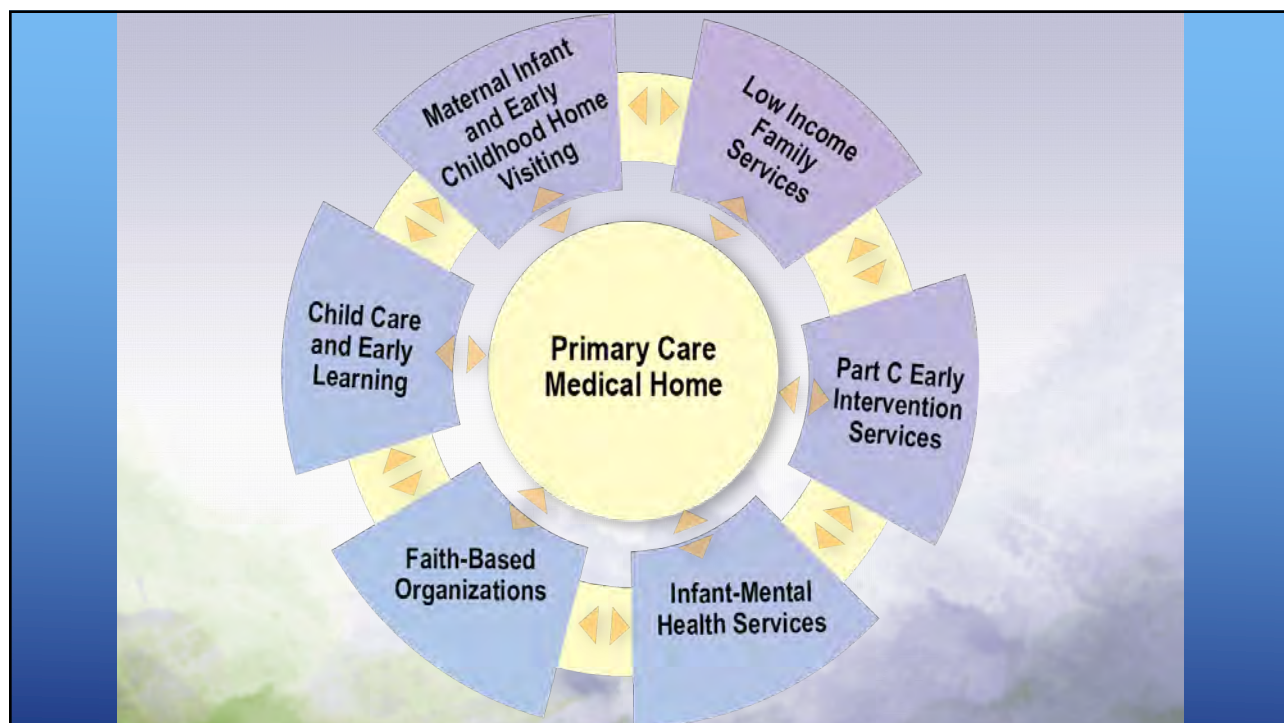 Maternal Infant
and Early
Childhood Home
Visiting
Low Income
Family
Services
Child Care
and Early
Learning
Primary Care
Medical Home
Part C Early
Intervention
Services
Faith-Based
Organizations
Infant-Mental
Health Services